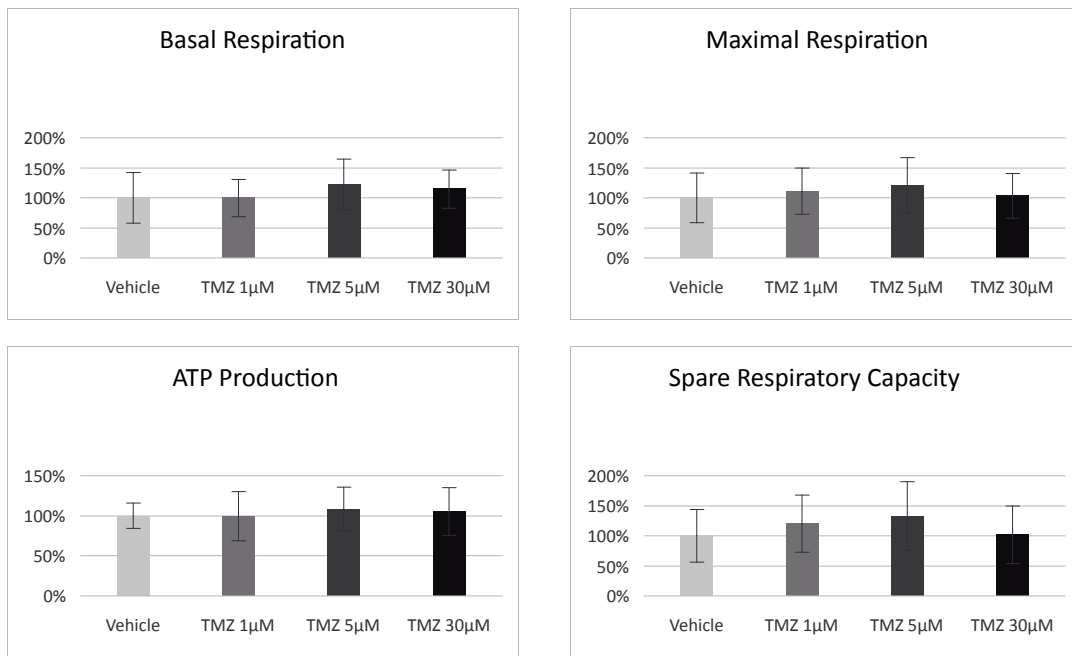 Basal Respiration
200%
150%
100%
50%
0%
Vehicle TMZ 1µM TMZ 5µM TMZ 30µM
Maximal Respiration
200%
150%
100%
50%
0%
Vehicle TMZ 1µM TMZ 5µM TMZ 30µM
ATP Production
150%
100%
50%
0%
Vehicle TMZ 1µM TMZ 5µM TMZ 30µM
Spare Respiratory Capacity
200%
150%
100%
50%
0%
Vehicle TMZ 1µM TMZ 5µM TMZ 30µM